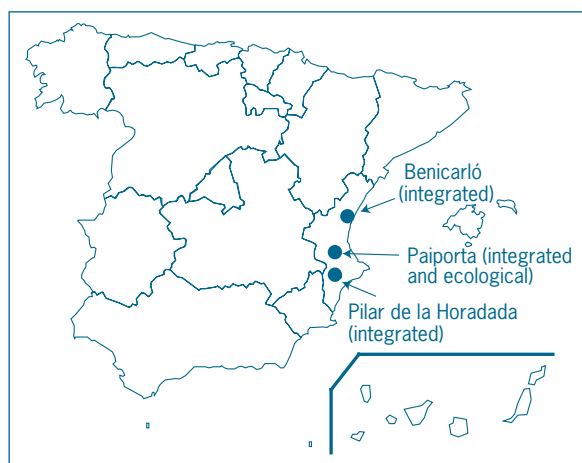 Benicarló
(integrated)
Paiporta (integrated
and ecological)
Pilar de la Horadada
(integrated)